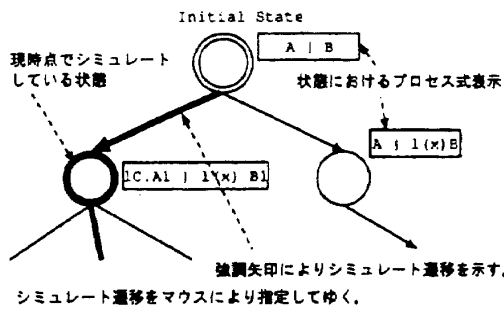 Initial State
A | B
現時点でシミュレート
している状態
状態におけるプロセス式表示
A | l(x)B
lC.Al | l'(x) Bl
強調矢印によりシミュレート遷移を示す。
シミュレート遷移をマウスにより指定してゆく。